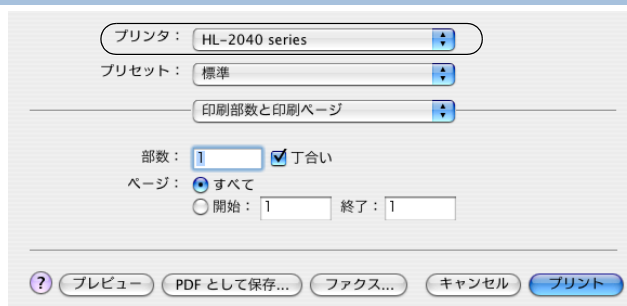 プリンタ： HL-2040 series
プリセット： 標準
印刷部数と印刷ページ
部数： 1 丁合い
ページ： すべて
開始： 1 終了： 1
? プレビュー PDF として保存... ファクス... キャンセル プリント